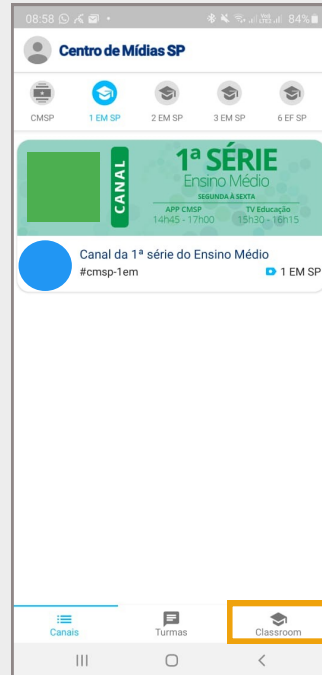 08:58 84%
Centro de Mídias SP
CMSP 1 EM SP 2 EM SP 3 EM SP 6 EF SP
CANAL
1ª SÉRIE
Ensino Médio
SEGUNDA À SEXTA
APP CMSP TV Educação
14h45 - 17h00 15h30 - 16h15
Canal da 1ª série do Ensino Médio
#cmsp-1em 1 EM SP
Canais Turmas Classroom